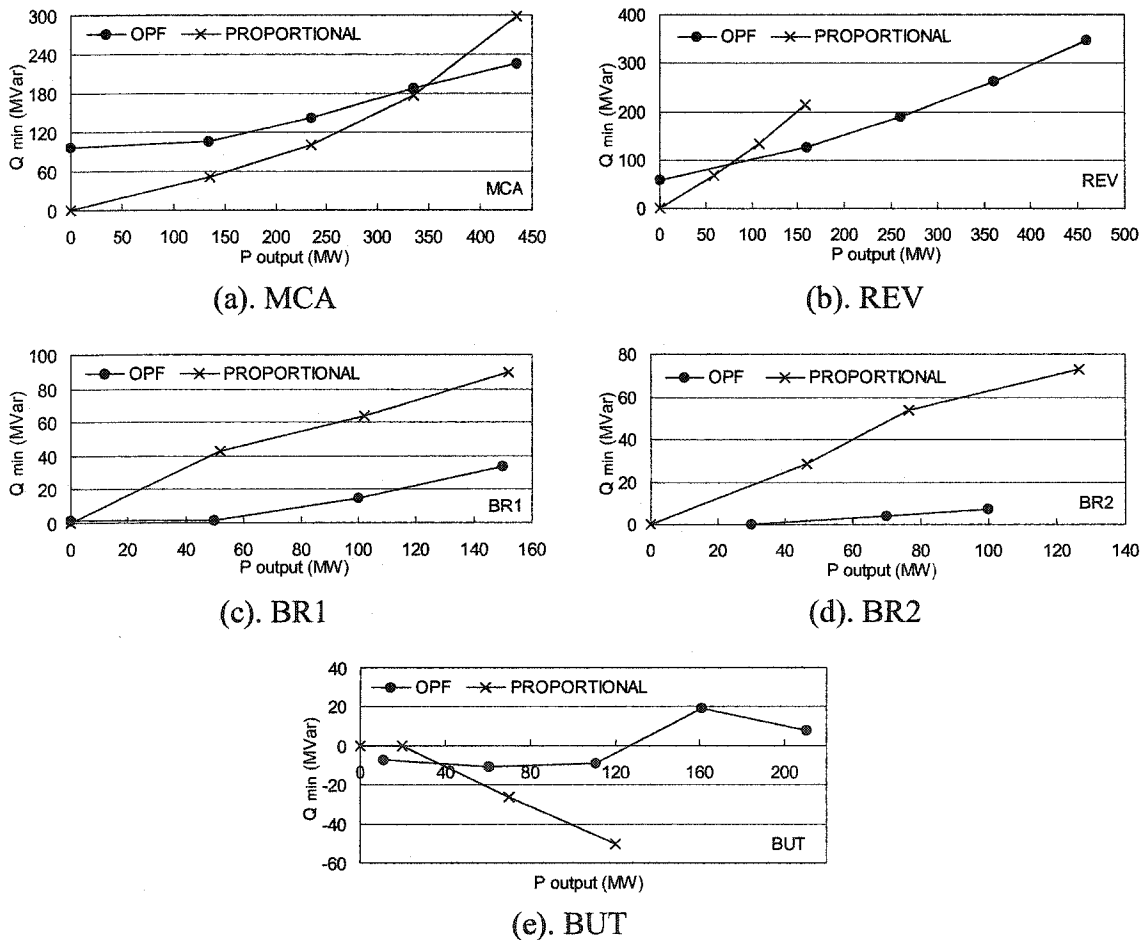 OPF PROPORTIONAL
300
240
180
120
60
0
Q min (MVar)
MCA
0 50 100 150 200 250 300 350 400 450
P output (MW)
(a). MCA
OPF PROPORTIONAL
400
300
200
100
0
Q min (MVar)
REV
0 50 100 150 200 250 300 350 400 450 500
P output (MW)
(b). REV
OPF PROPORTIONAL
100
80
60
40
20
0
Q min (MVar)
BR1
0 20 40 60 80 100 120 140 160
P output (MW)
(c). BR1
OPF PROPORTIONAL
80
60
40
20
0
Q min (MVar)
BR2
0 20 40 60 80 100 120 140
P output (MW)
(d). BR2
40
OPF PROPORTIONAL
20
0
-20
-40
-60
Q min (MVar)
0 40 80 120 160 200
BUT
P output (MW)
(e). BUT